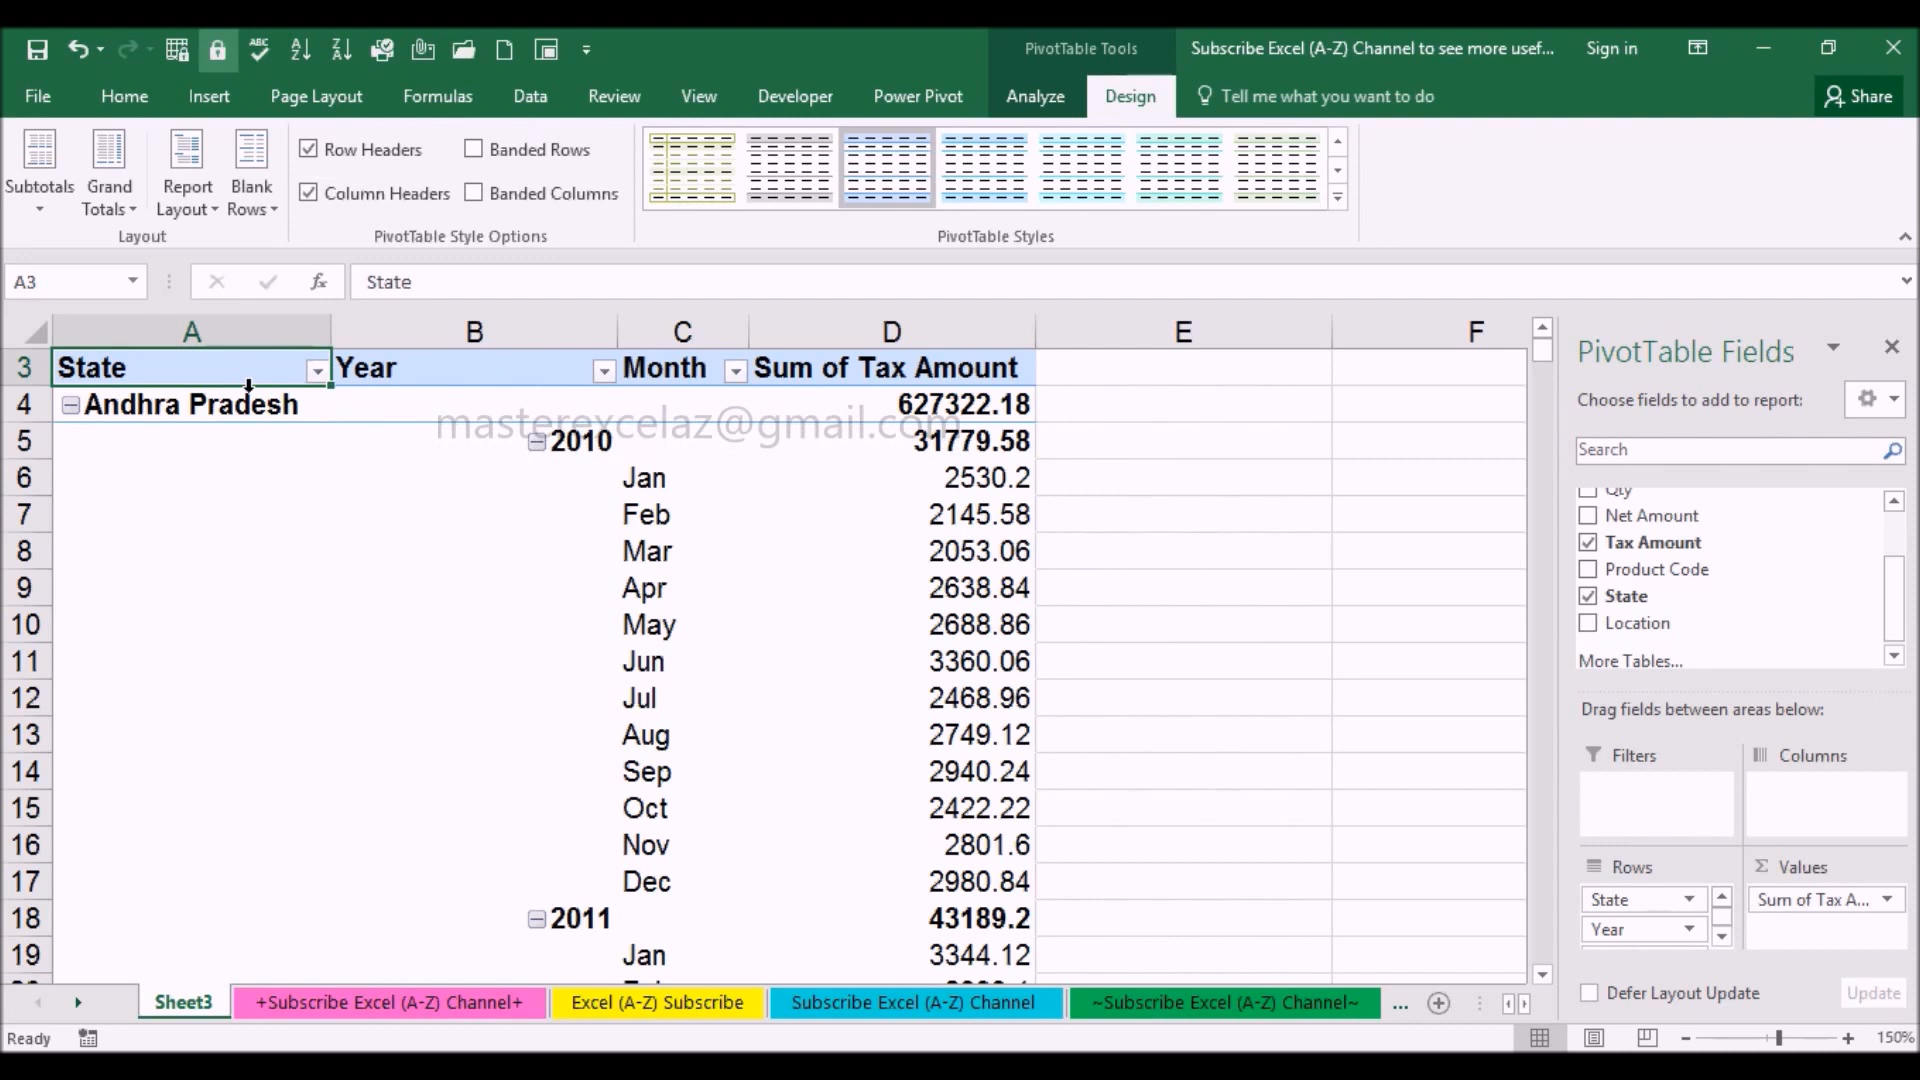 PivotTable Tools
Subscribe Excel (A-Z) Channel to see more usef...
Sign in
File Home Insert Page Layout Formulas Data Review View Developer Power Pivot Analyze Design Tell me what you want to do Share
Subtotals
Grand Totals
Report Layout
Blank Rows
Row Headers
Banded Rows
Column Headers
Banded Columns
Layout
PivotTable Style Options
PivotTable Styles
A3
fx
State
A B C D E F
3 State Year Month Sum of Tax Amount
4 Andhra Pradesh 627322.18
masterexcelaz@gmail.com
5 2010 31779.58
6 Jan 2530.2
7 Feb 2145.58
8 Mar 2053.06
9 Apr 2638.84
10 May 2688.86
11 Jun 3360.06
12 Jul 2468.96
13 Aug 2749.12
14 Sep 2940.24
15 Oct 2422.22
16 Nov 2801.6
17 Dec 2980.84
18 2011 43189.2
19 Jan 3344.12
PivotTable Fields
Choose fields to add to report:
Search
Qty
Net Amount
Tax Amount
Product Code
State
Location
More Tables...
Drag fields between areas below:
Filters
Columns
Rows
Values
State
Sum of Tax A...
Year
Defer Layout Update
Update
Sheet3
+Subscribe Excel (A-Z) Channel+
Excel (A-Z) Subscribe
Subscribe Excel (A-Z) Channel
~Subscribe Excel (A-Z) Channel~
...
Ready
150%